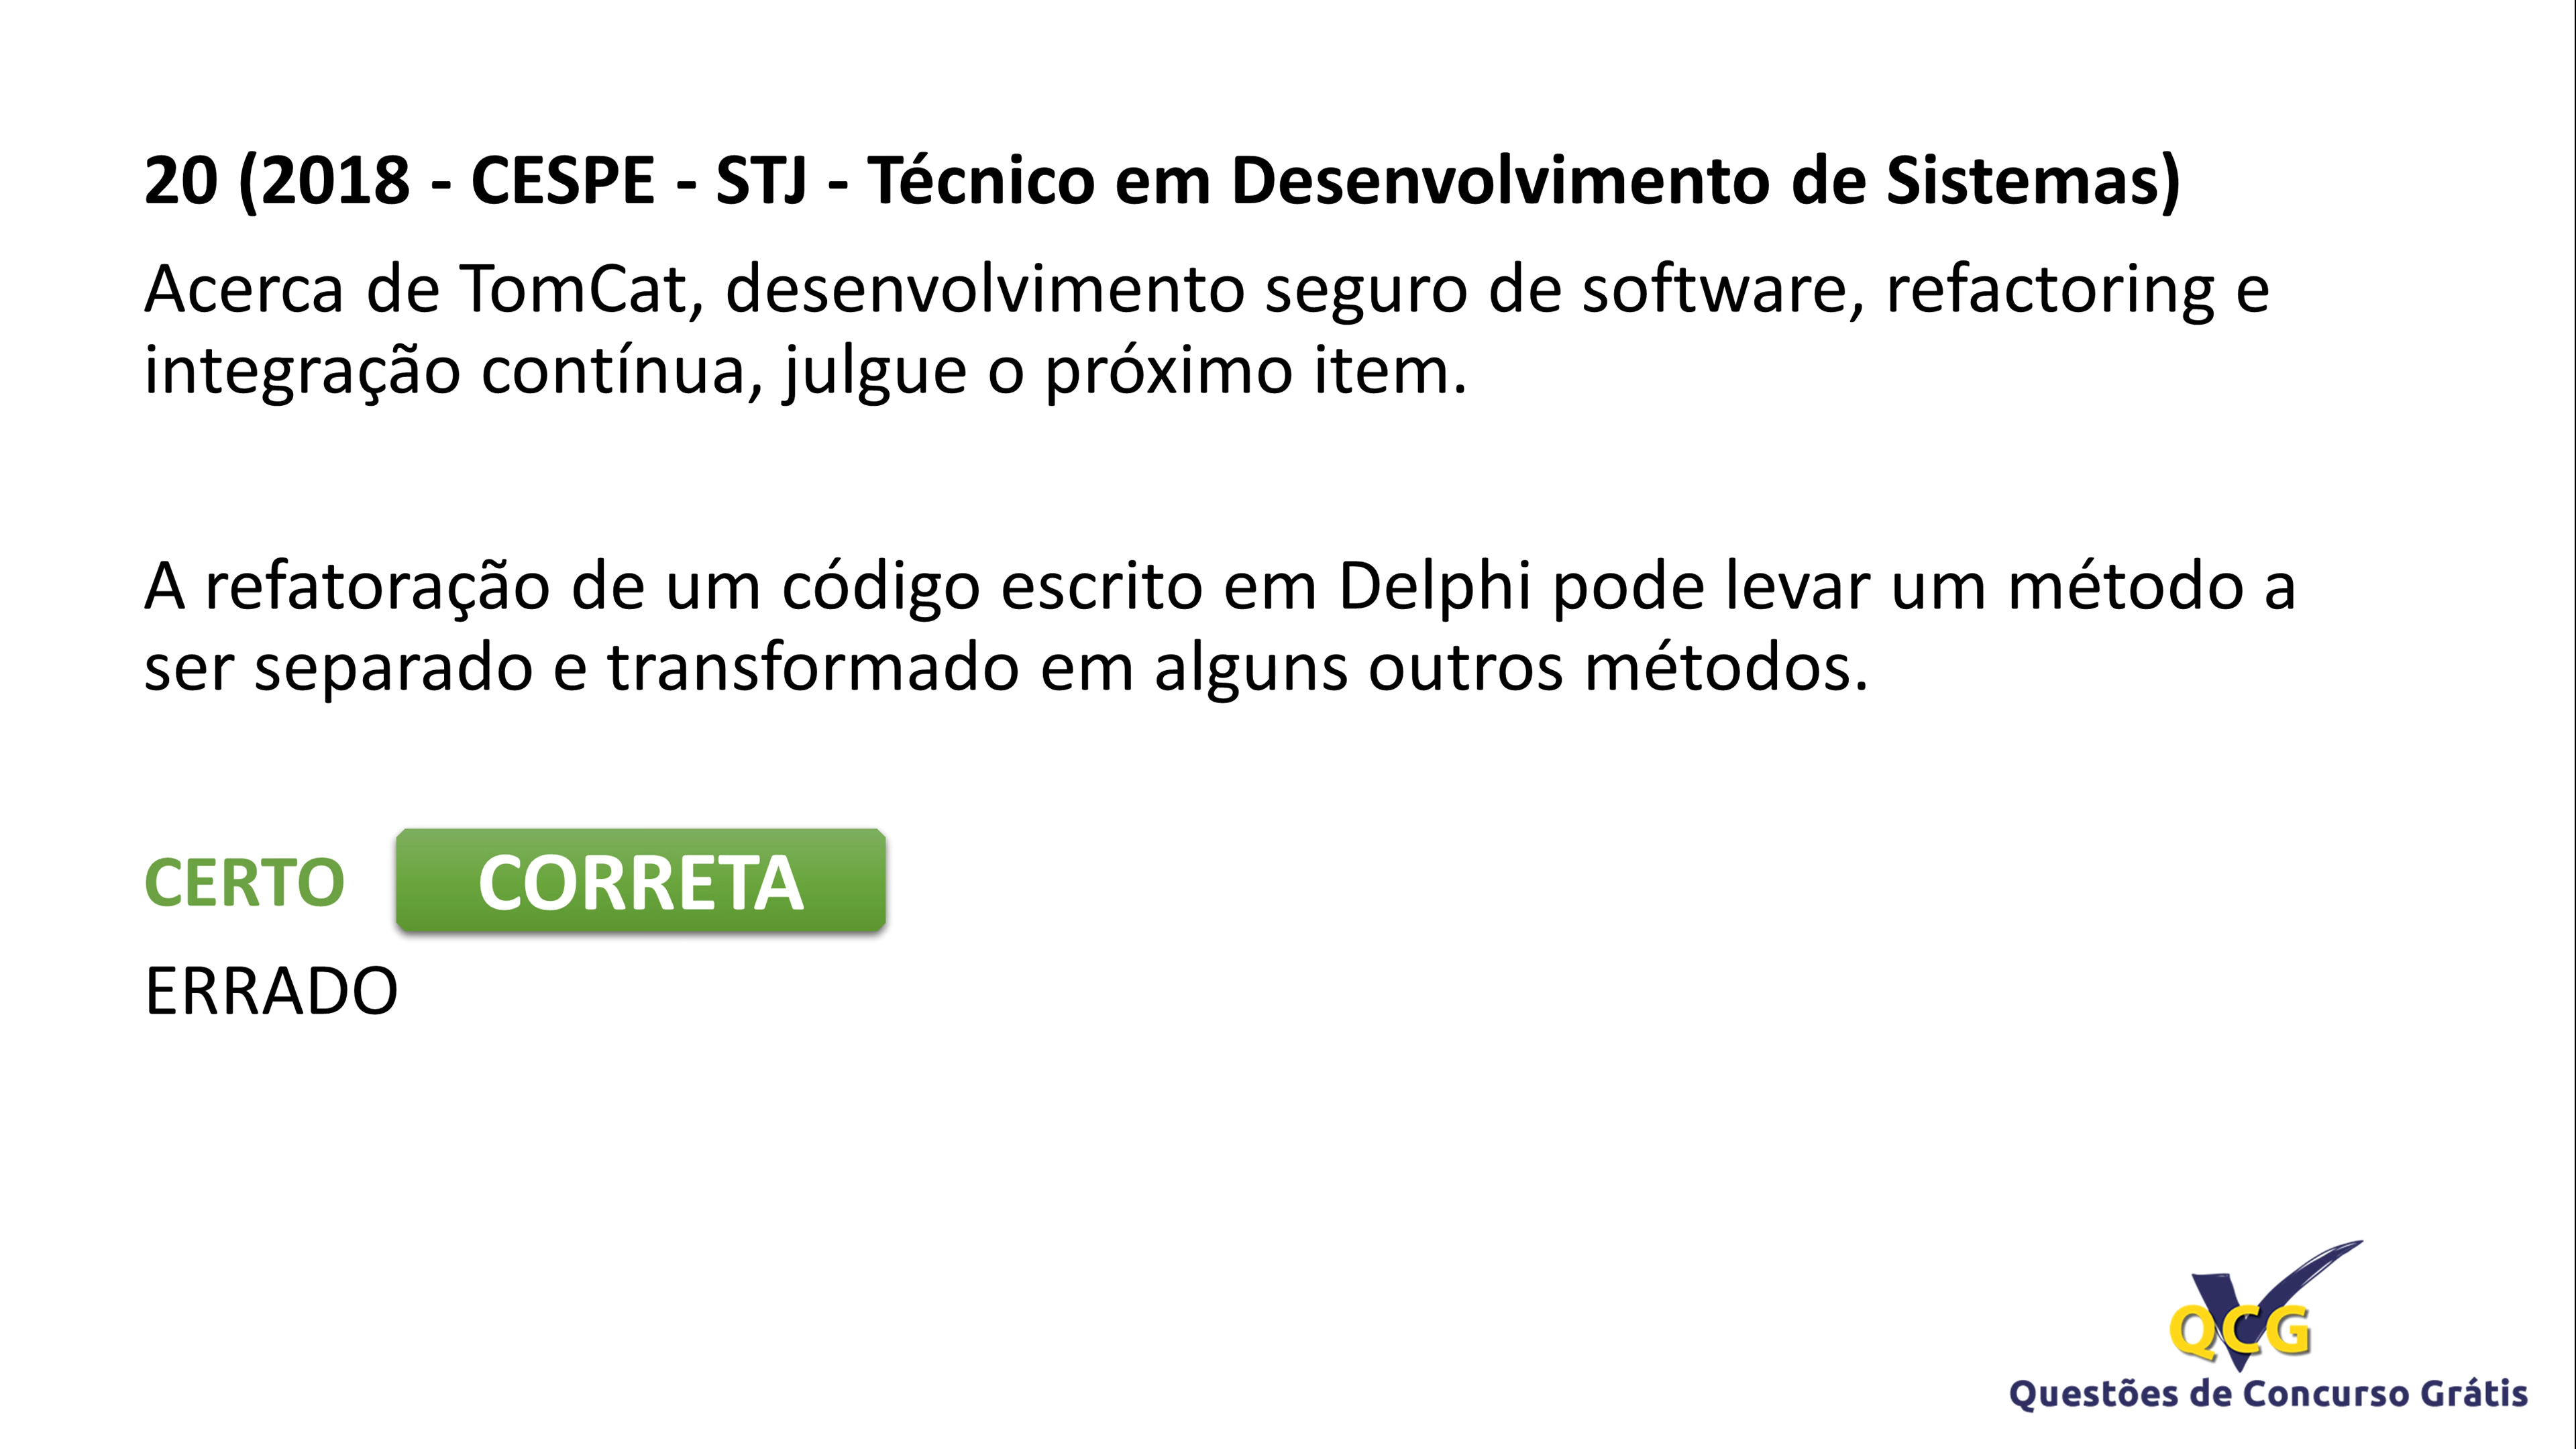 20 (2018 - CESPE - STJ - Técnico em Desenvolvimento de Sistemas)
Acerca de TomCat, desenvolvimento seguro de software, refactoring e
integração contínua, julgue o próximo item.
A refatoração de um código escrito em Delphi pode levar um método a
ser separado e transformado em alguns outros métodos.
CERTO CORRETA
ERRADO
QCG
Questões de Concurso Grátis